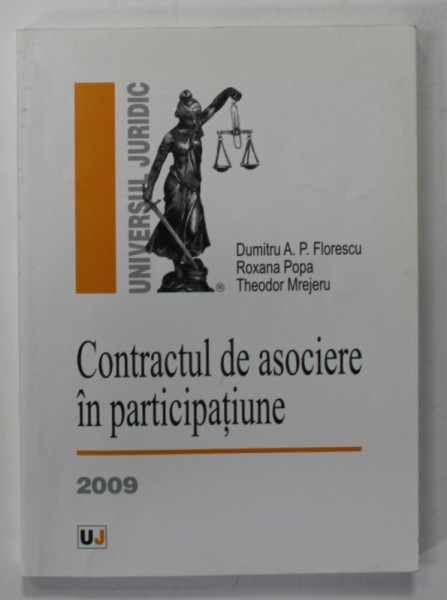 UNIVERSUL JURIDIC
®
Dumitru A. P. Florescu
Roxana Popa
Theodor Mrejeru
Contractul de asociere
în participațiune
2009
UJ